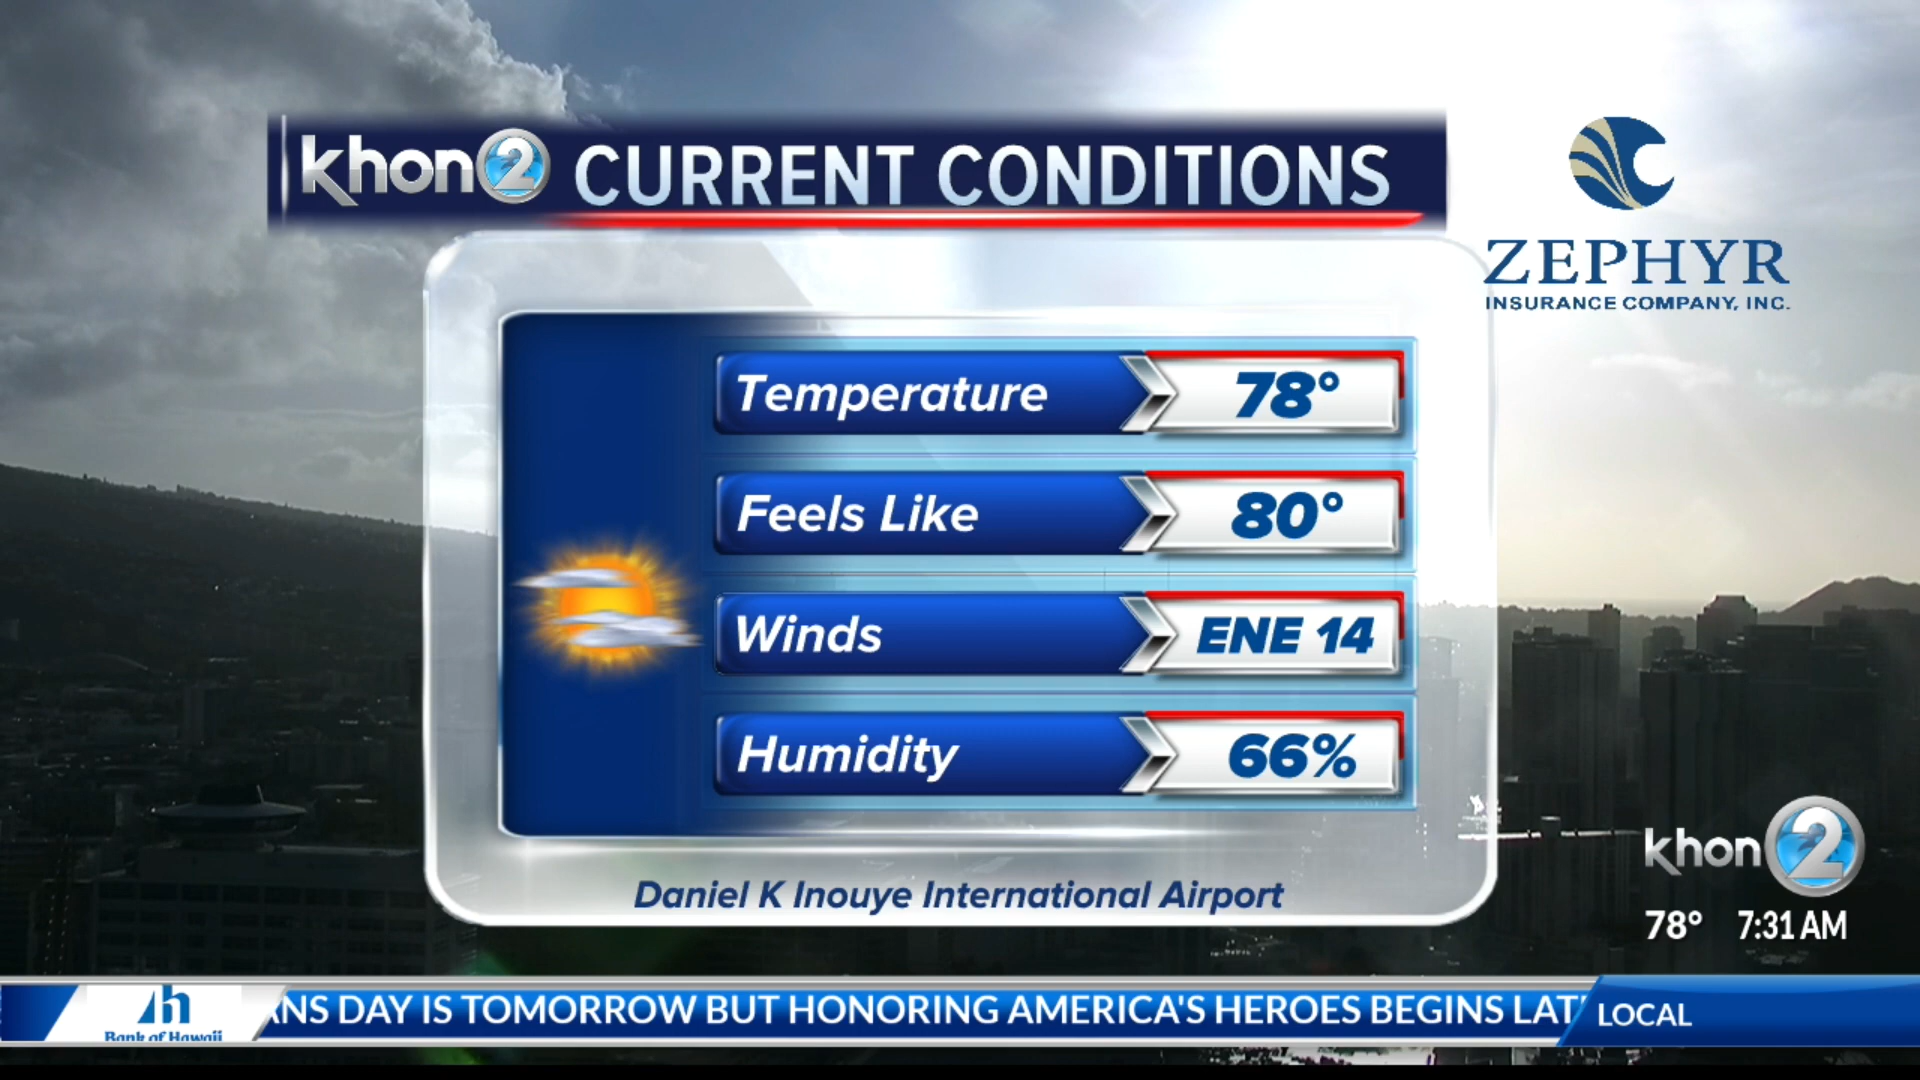 khon2 CURRENT CONDITIONS
ZEPHYR
INSURANCE COMPANY, INC.
Temperature 78°
Feels Like 80°
Winds ENE 14
Humidity 66%
Daniel K Inouye International Airport
khon2
78° 7:31 AM
Bank of Hawaii
ANS DAY IS TOMORROW BUT HONORING AMERICA'S HEROES BEGINS LAT
LOCAL